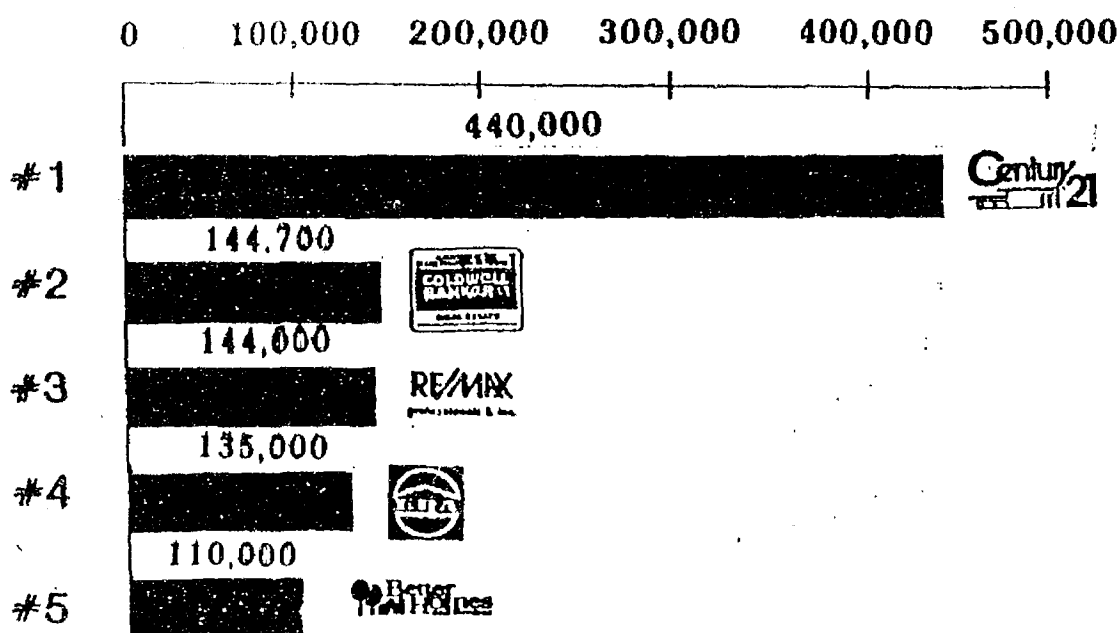 0 100,000 200,000 300,000 400,000 500,000
440,000
#1 Century 21
144,700
#2 COLDWELL BANKER
144,000
#3 RE/MAX
135,000
#4 ERA
110,000
#5 Better Homes